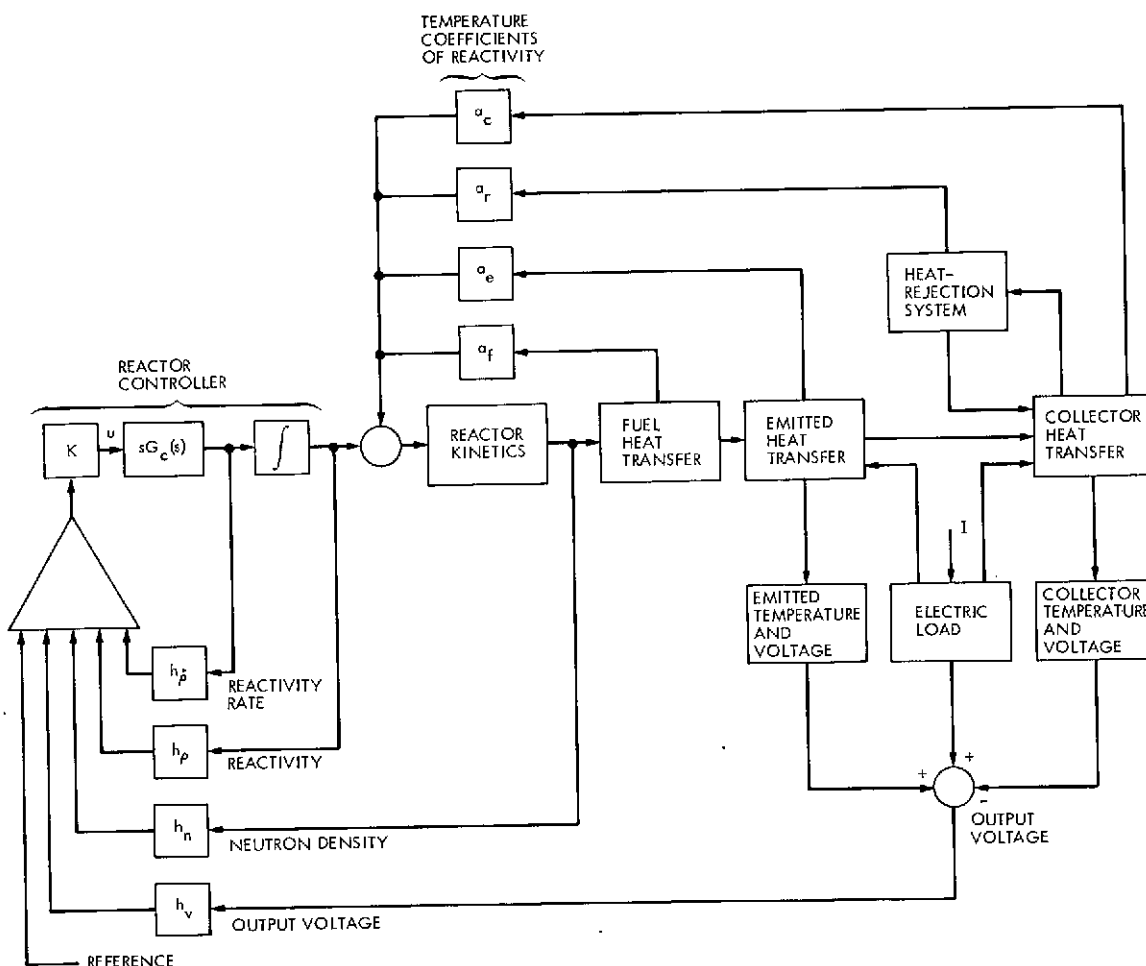 TEMPERATURE
COEFFICIENTS
OF REACTIVITY
α_c
α_r
α_e
α_f
HEAT-
REJECTION
SYSTEM
REACTOR
CONTROLLER
K
u
sG_c(s)
∫
REACTOR
KINETICS
FUEL
HEAT
TRANSFER
EMITTED
HEAT
TRANSFER
COLLECTOR
HEAT
TRANSFER
I
EMITTED
TEMPERATURE
AND
VOLTAGE
ELECTRIC
LOAD
COLLECTOR
TEMPERATURE
AND
VOLTAGE
h_ρ̇
REACTIVITY
RATE
h_ρ
REACTIVITY
+
+
-
OUTPUT
VOLTAGE
h_n
NEUTRON DENSITY
h_v
OUTPUT VOLTAGE
REFERENCE